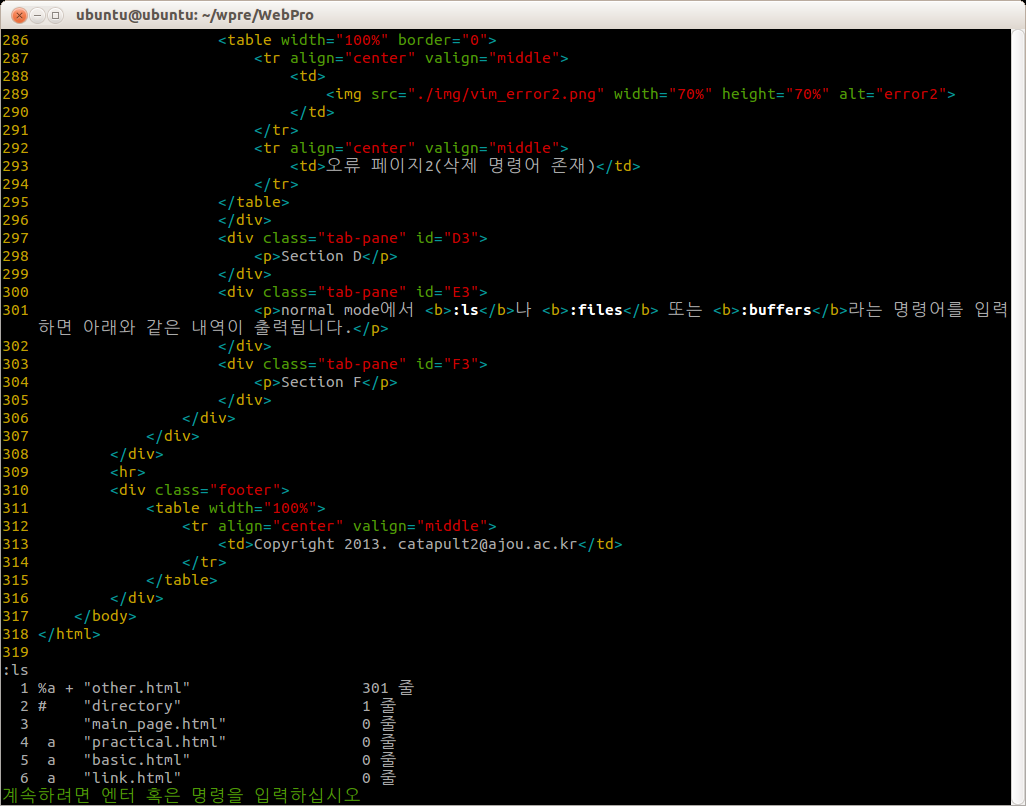 ubuntu@ubuntu: ~/wpre/WebPro
286                     <table width="100%" border="0">
287                         <tr align="center" valign="middle">
288                             <td>
289                                 <img src="./img/vim_error2.png" width="70%" height="70%" alt="error2">
290                             </td>
291                         </tr>
292                         <tr align="center" valign="middle">
293                             <td>오류 페이지2(삭제 명령어 존재)</td>
294                         </tr>
295                     </table>
296                     </div>
297                     <div class="tab-pane" id="D3">
298                         <p>Section D</p>
299                     </div>
300                     <div class="tab-pane" id="E3">
301                         <p>normal mode에서 <b>:ls</b>나 <b>:files</b> 또는 <b>:buffers</b>라는 명령어를 입력
하면 아래와 같은 내역이 출력됩니다.</p>
302                     </div>
303                     <div class="tab-pane" id="F3">
304                         <p>Section F</p>
305                     </div>
306                 </div>
307             </div>
308         </div>
309         <hr>
310         <div class="footer">
311             <table width="100%">
312                 <tr align="center" valign="middle">
313                     <td>Copyright 2013. catapult2@ajou.ac.kr</td>
314                 </tr>
315             </table>
316         </div>
317     </body>
318 </html>
319
:ls
  1 %a + "other.html"                   301 줄
  2 #    "directory"                    1 줄
  3      "main_page.html"               0 줄
  4  a   "practical.html"               0 줄
  5  a   "basic.html"                   0 줄
  6  a   "link.html"                    0 줄
계속하려면 엔터 혹은 명령을 입력하십시오